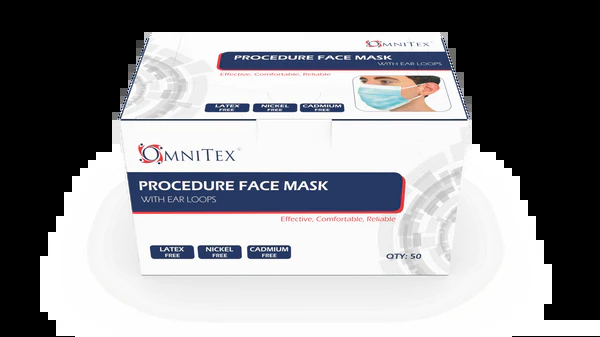 OMNITEX®
PROCEDURE FACE MASK
WITH EAR LOOPS
Effective, Comfortable, Reliable
LATEX FREE
NICKEL FREE
CADMIUM FREE
OMNITEX®
PROCEDURE FACE MASK
WITH EAR LOOPS
Effective, Comfortable, Reliable
LATEX FREE
NICKEL FREE
CADMIUM FREE
QTY: 50